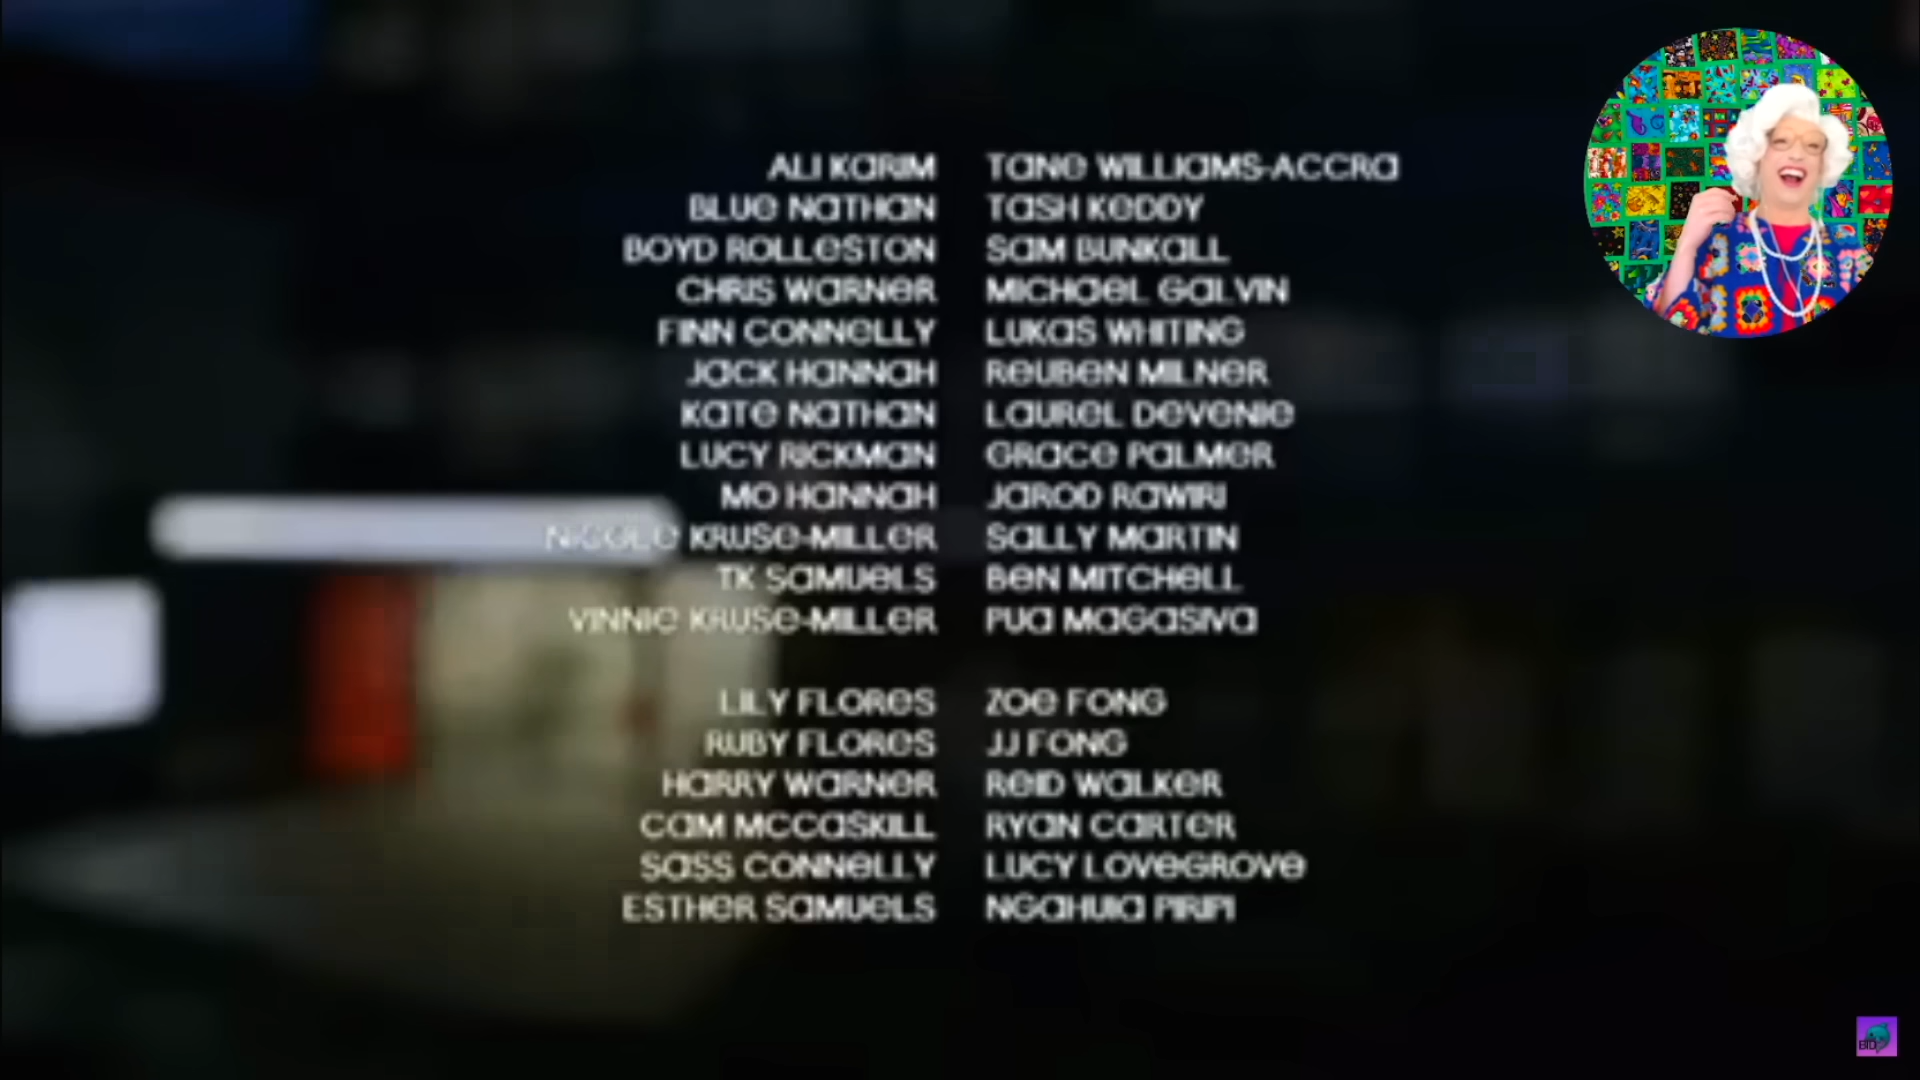 ALI KARIM TANE WILLIAMS-ACCRA
BLUE NATHAN TASH KEDDY
BOYD ROLLESTON SAM BUNKALL
CHRIS WARNER MICHAEL GALVIN
FINN CONNELLY LUKAS WHITING
JACK HANNAH REUBEN MILNER
KATE NATHAN LAUREL DEVENIE
LUCY RICKMAN GRACE PALMER
MO HANNAH JAROD RAWIRI
NICOLE KRUSE-MILLER SALLY MARTIN
TK SAMUELS BEN MITCHELL
VINNIE KRUSE-MILLER PUA MAGASIVA
LILY FLORES ZOE FONG
RUBY FLORES JJ FONG
HARRY WARNER REID WALKER
CAM MCCASKILL RYAN CARTER
SASS CONNELLY LUCY LOVEGROVE
ESTHER SAMUELS NGAHUIA PIRIPI